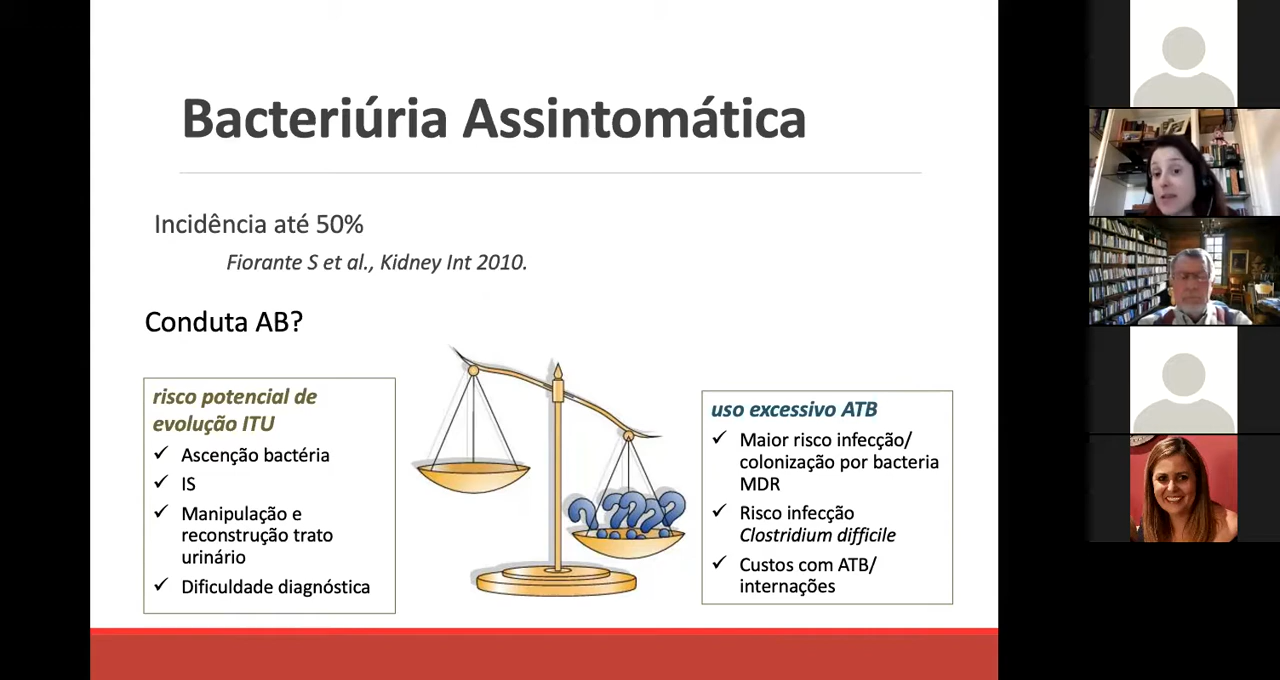 Bacteriúria Assintomática
Incidência até 50%
Fiorante S et al., Kidney Int 2010.
Conduta AB?
risco potencial de
evolução ITU
✓ Ascenção bactéria
✓ IS
✓ Manipulação e
reconstrução trato
urinário
✓ Dificuldade diagnóstica
uso excessivo ATB
✓ Maior risco infecção/
colonização por bacteria
MDR
✓ Risco infecção
Clostridium difficile
✓ Custos com ATB/
internações